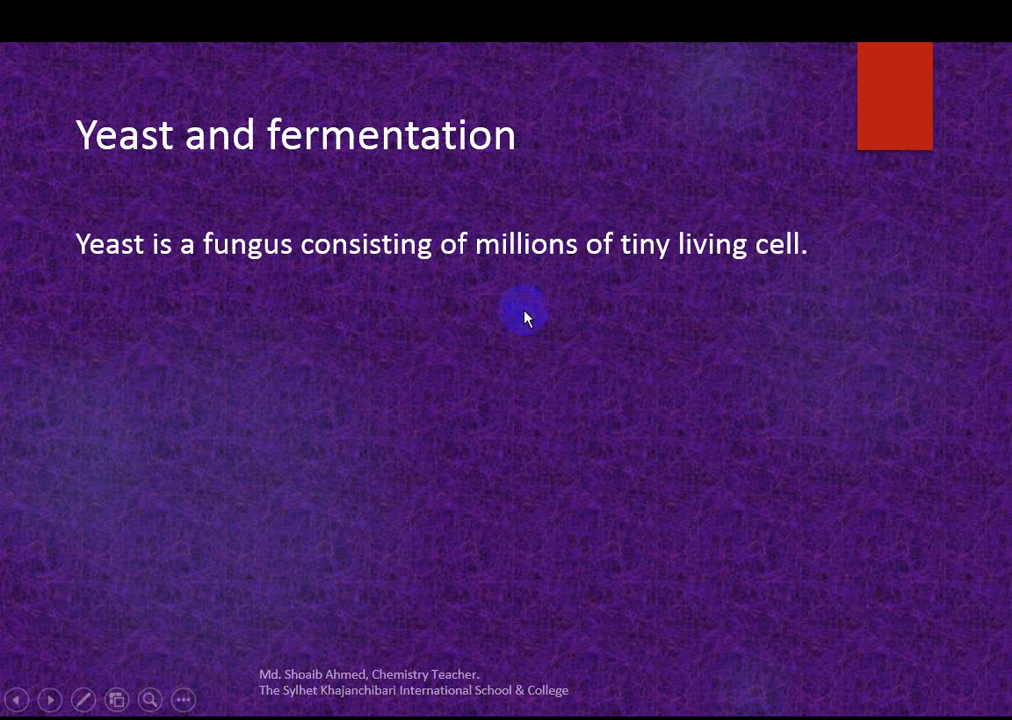 Yeast and fermentation
Yeast is a fungus consisting of millions of tiny living cell.
Md. Shoaib Ahmed, Chemistry Teacher.
The Sylhet Khajanchibari International School & College